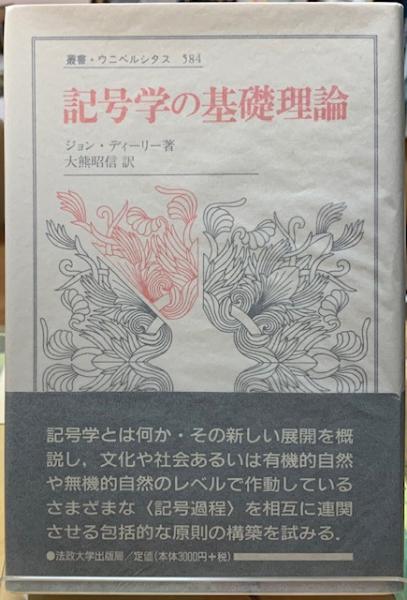 叢書・ウニベルシタス 584
記号学の基礎理論
ジョン・ディーリー著
大熊昭信 訳
記号学とは何か・その新しい展開を概
説し，文化や社会あるいは有機的自然
や無機的自然のレベルで作動している
さまざまな〈記号過程〉を相互に連関
させる包括的な原則の構築を試みる．
●法政大学出版局／定価（本体3000円＋税）